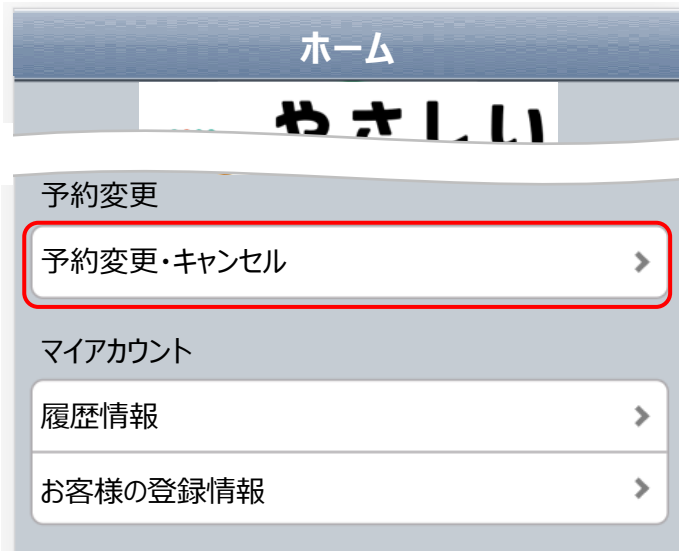 ホーム
やさしい
予約変更
予約変更・キャンセル
マイアカウント
履歴情報
お客様の登録情報